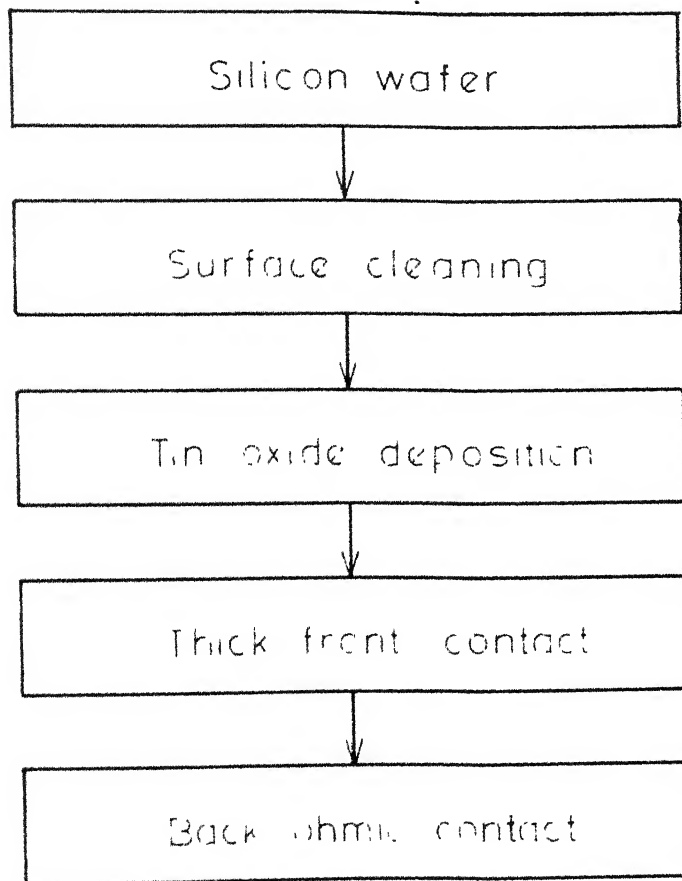 Silicon wafer
Surface cleaning
Tin oxide deposition
Thick front contact
Back ohmic contact